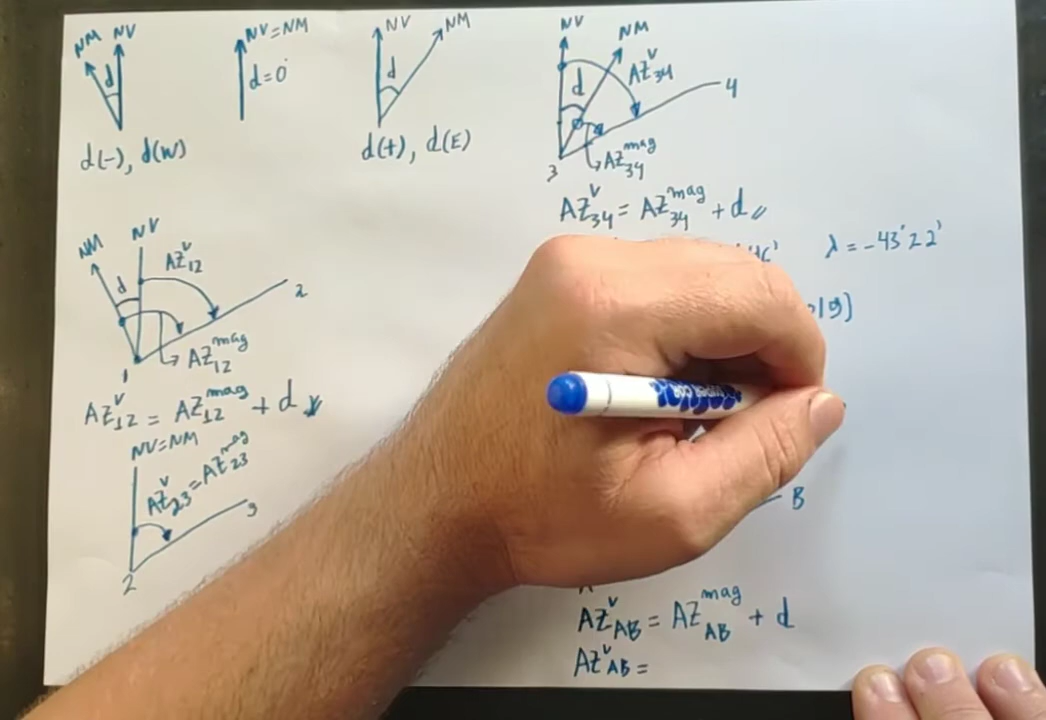 NM NV
d
d(-), d(W)
NV=NM
d=0°
NV NM
d
d(+), d(E)
NV NM
d AZ^v_34
4
3 AZ^mag_34
AZ^v_34 = AZ^mag_34 + d
λ = -43°22'
NM NV
d AZ^v_12
2
1 AZ^mag_12
AZ^v_12 = AZ^mag_12 + d
NV=NM
AZ^v_23 = AZ^mag_23
3
2
B
AZ^v_AB = AZ^mag_AB + d
AZ^v_AB =